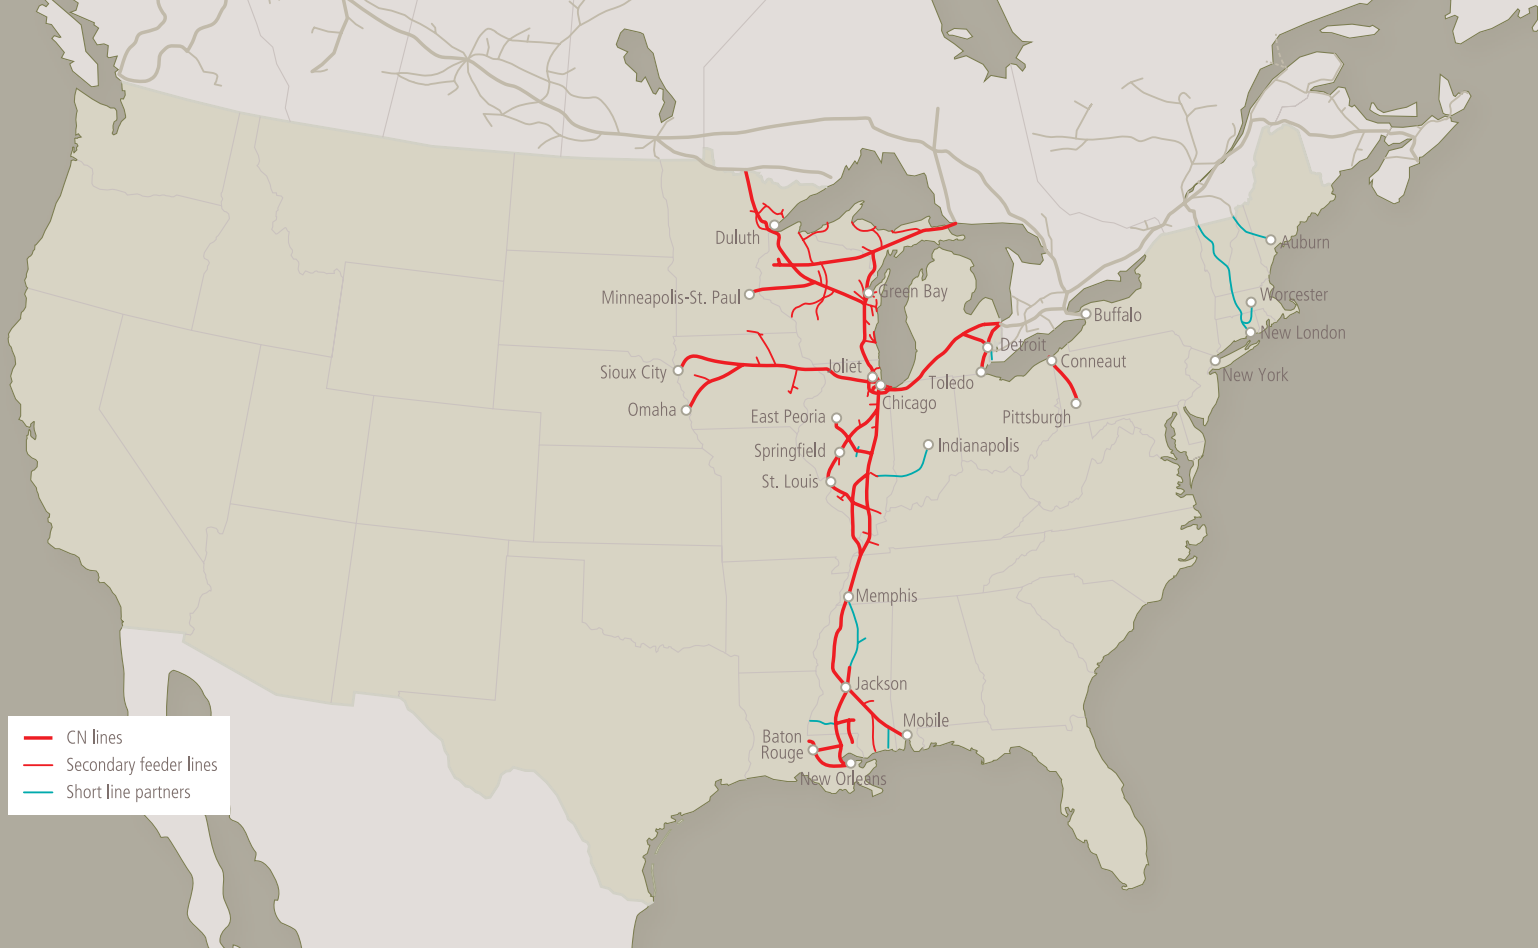 Duluth
Auburn
Minneapolis-St. Paul
Green Bay
Worcester
Buffalo
New London
Detroit
Conneaut
Joliet
Sioux City
Toledo
New York
Omaha
Chicago
East Peoria
Pittsburgh
Springfield
Indianapolis
St. Louis
Memphis
Jackson
Mobile
Baton
Rouge
New Orleans
CN lines
Secondary feeder lines
Short line partners